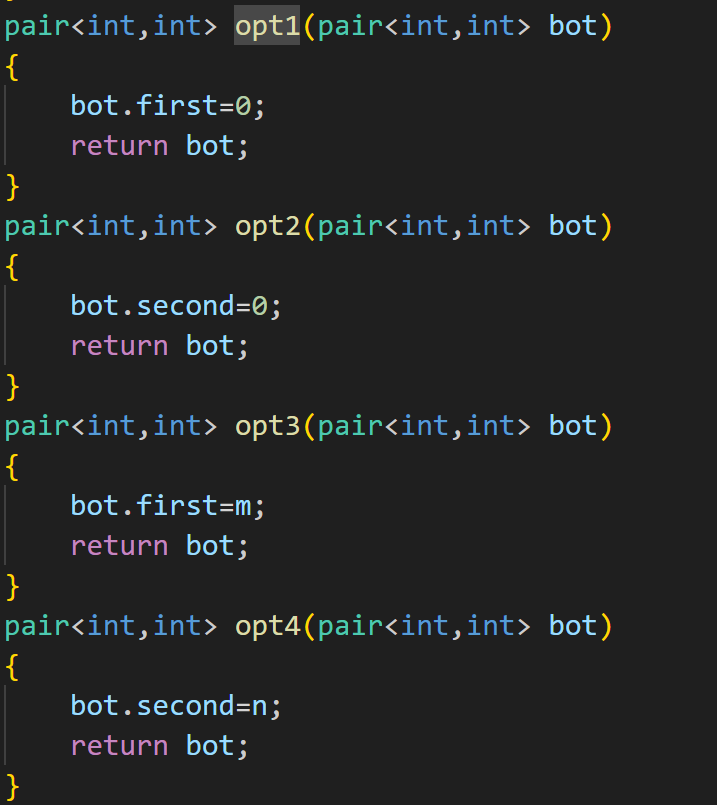 pair<int,int> opt1(pair<int,int> bot)
{
    bot.first=0;
    return bot;
}
pair<int,int> opt2(pair<int,int> bot)
{
    bot.second=0;
    return bot;
}
pair<int,int> opt3(pair<int,int> bot)
{
    bot.first=m;
    return bot;
}
pair<int,int> opt4(pair<int,int> bot)
{
    bot.second=n;
    return bot;
}